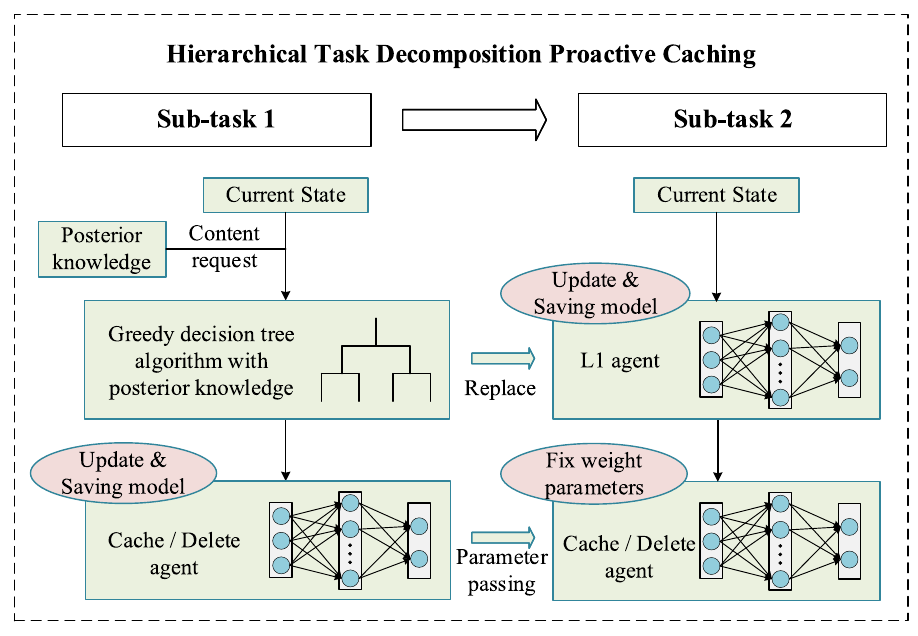 Hierarchical Task Decomposition Proactive Caching
Sub-task 1
Sub-task 2
Current State
Posterior
knowledge
Content
request
Greedy decision tree
algorithm with
posterior knowledge
Update &
Saving model
Cache / Delete
agent
Replace
Parameter
passing
Current State
Update &
Saving model
L1 agent
Fix weight
parameters
Cache / Delete
agent